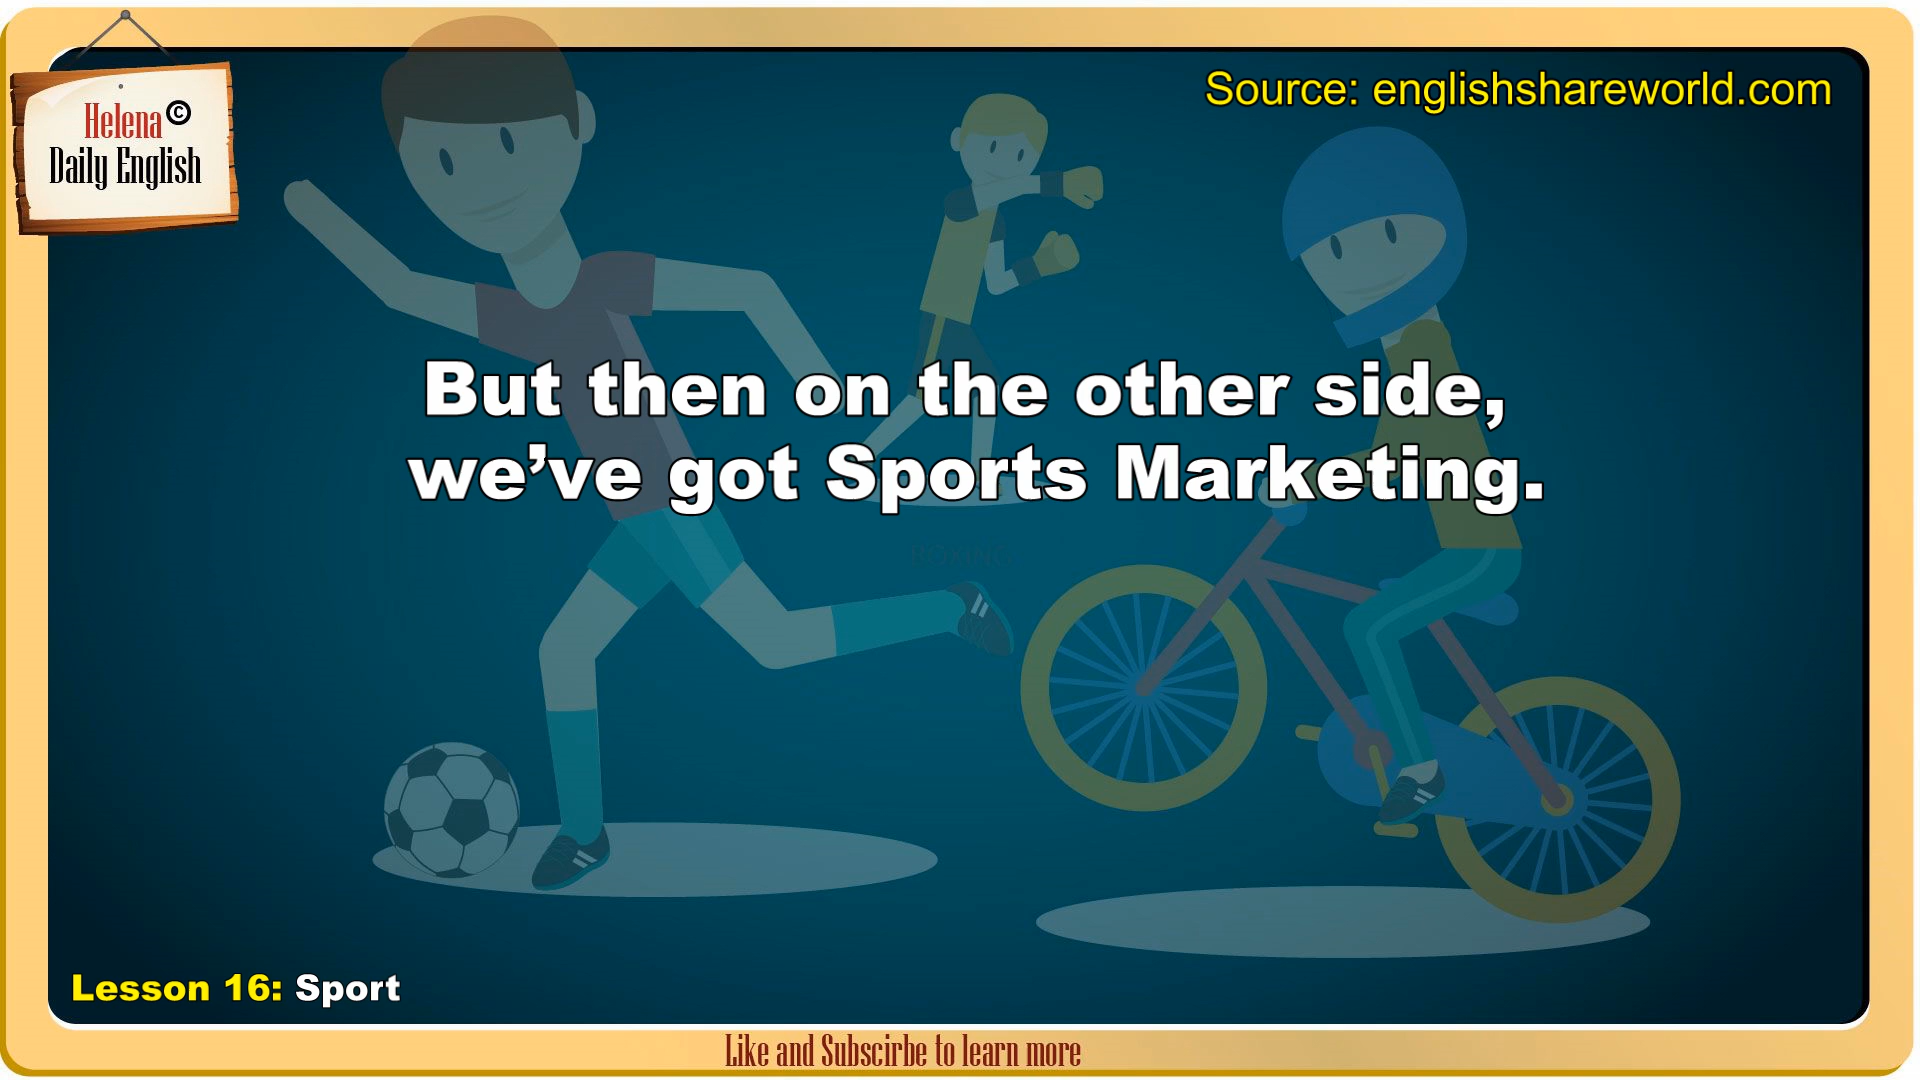 Helena ©
Daily English
Source: englishshareworld.com
But then on the other side,
we’ve got Sports Marketing.
BOXING
Lesson 16: Sport
Like and Subscirbe to learn more